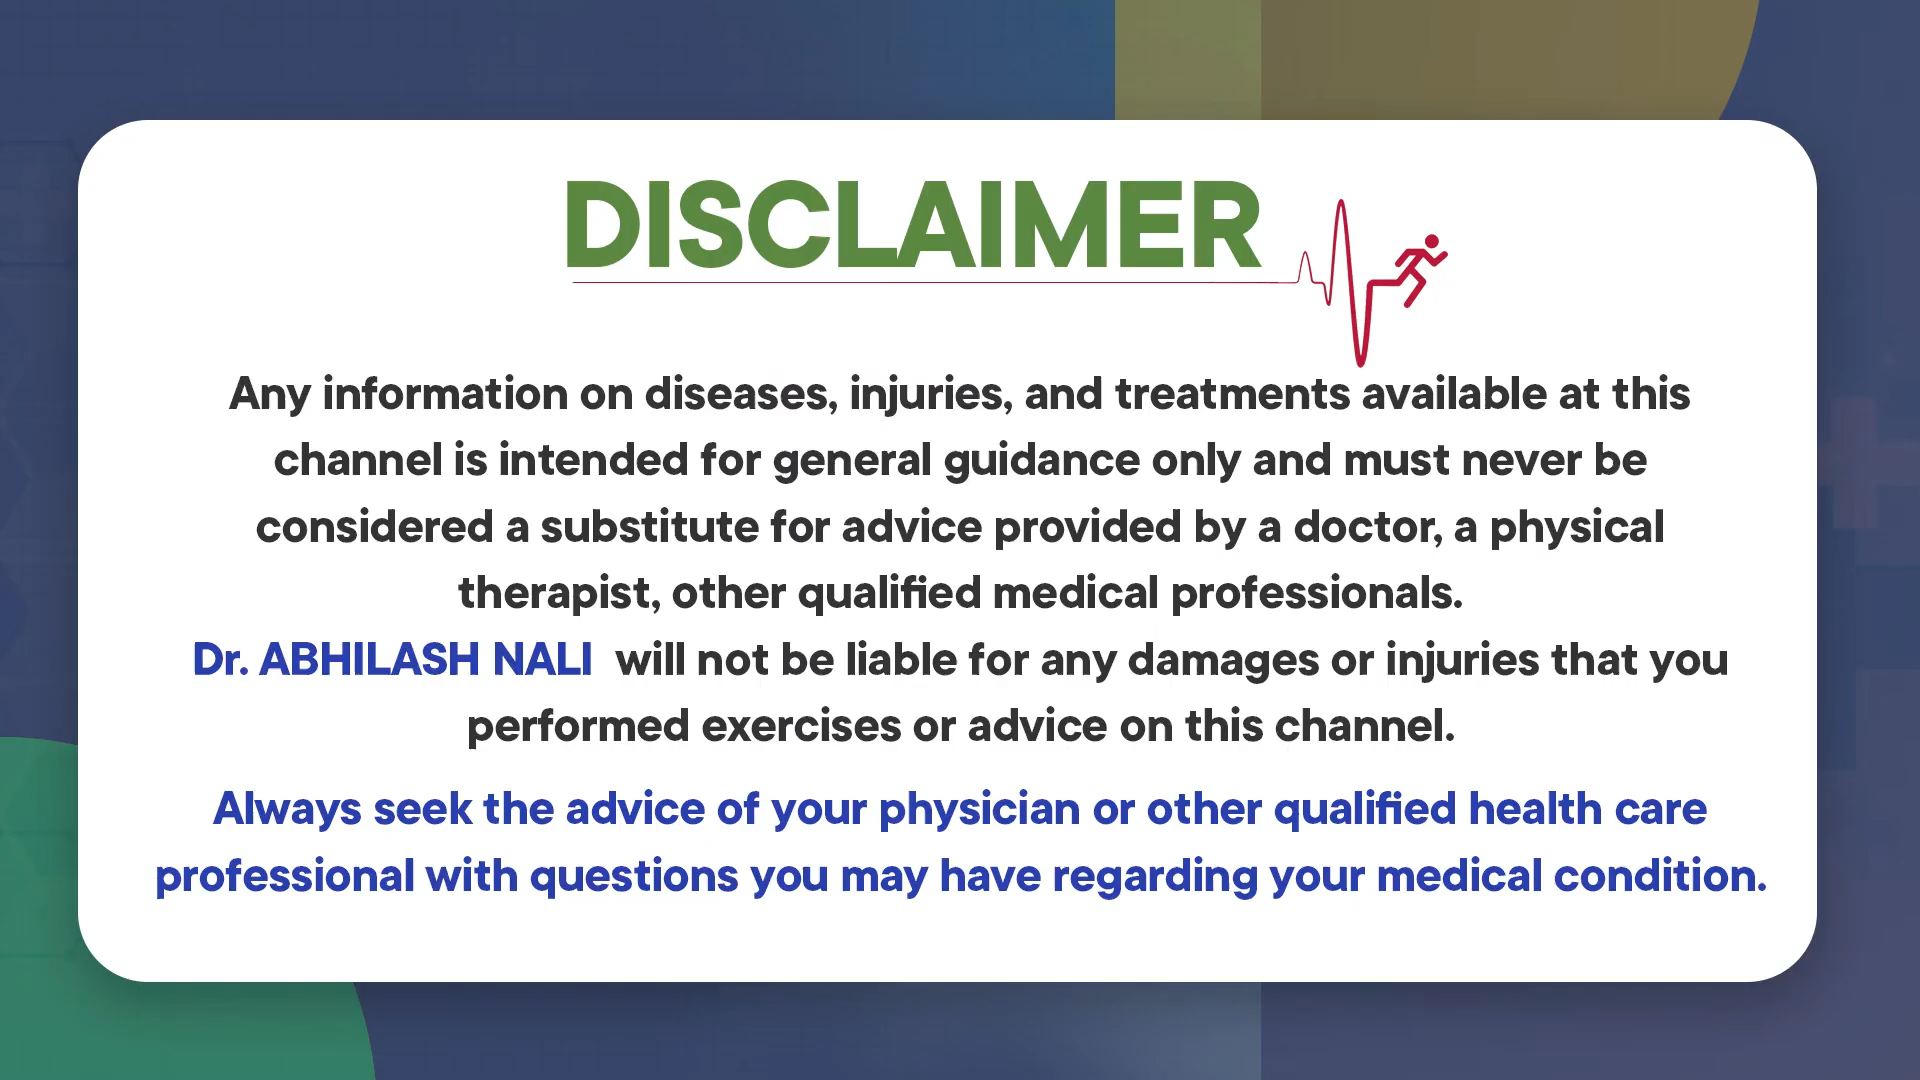 DISCLAIMER
Any information on diseases, injuries, and treatments available at this
channel is intended for general guidance only and must never be
considered a substitute for advice provided by a doctor, a physical
therapist, other qualified medical professionals.
Dr. ABHILASH NALI will not be liable for any damages or injuries that you
performed exercises or advice on this channel.
Always seek the advice of your physician or other qualified health care
professional with questions you may have regarding your medical condition.